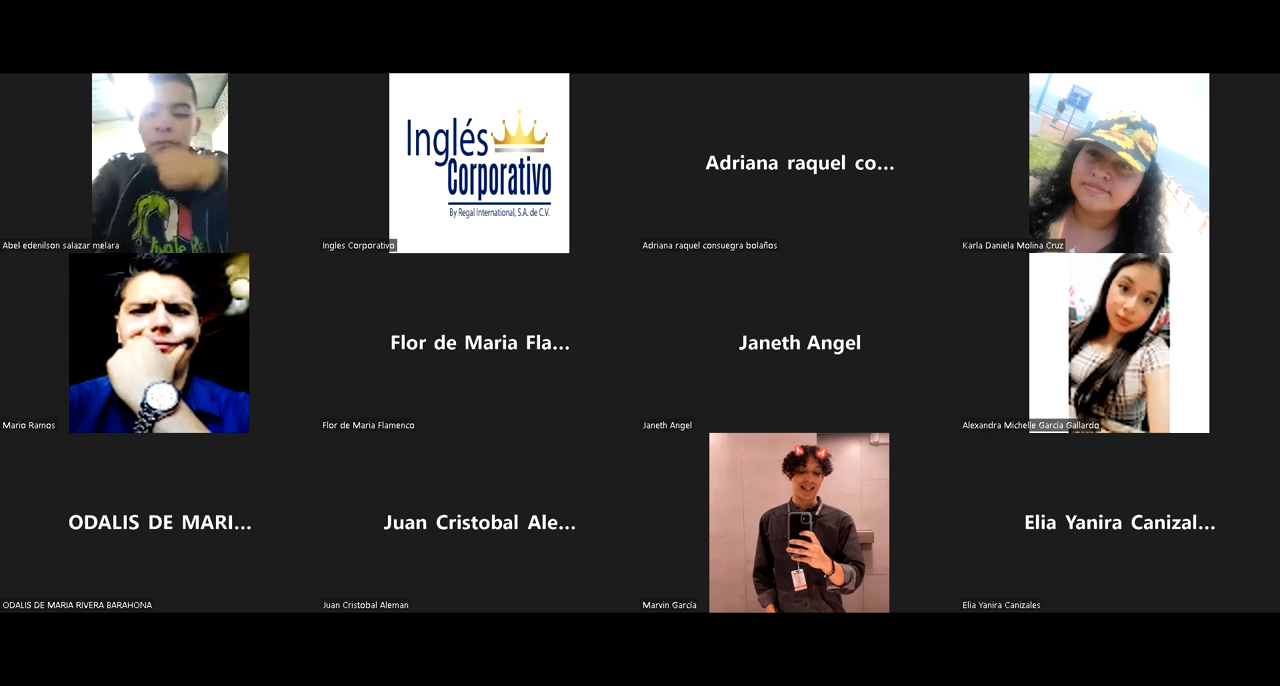 Inglés
Corporativo
By Regal International, S.A. de C.V.
Adriana raquel co...
Abel edenilson salazar melara
Ingles Corporativo
Adriana raquel consuegra bolaños
Karla Daniela Molina Cruz
Flor de Maria Fla...
Janeth Angel
Mario Ramos
Flor de Maria Flamenco
Janeth Angel
Alexandra Michelle García Gallardo
ODALIS DE MARI...
Juan Cristobal Ale...
Elia Yanira Canizal...
ODALIS DE MARIA RIVERA BARAHONA
Juan Cristobal Aleman
Marvin García
Elia Yanira Canizales